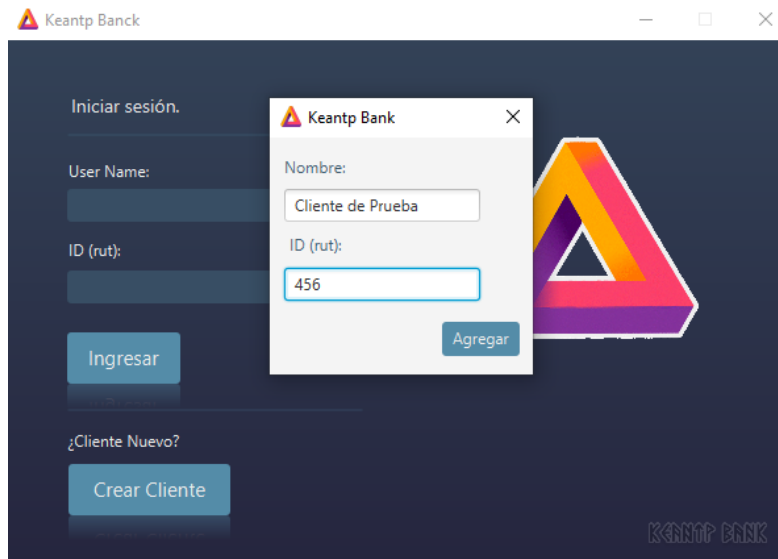 Keantp Banck
Iniciar sesión.
User Name:
ID (rut):
Ingresar
¿Cliente Nuevo?
Crear Cliente
Keantp Bank
Nombre:
Cliente de Prueba
ID (rut):
456
Agregar
KEANTP BANK